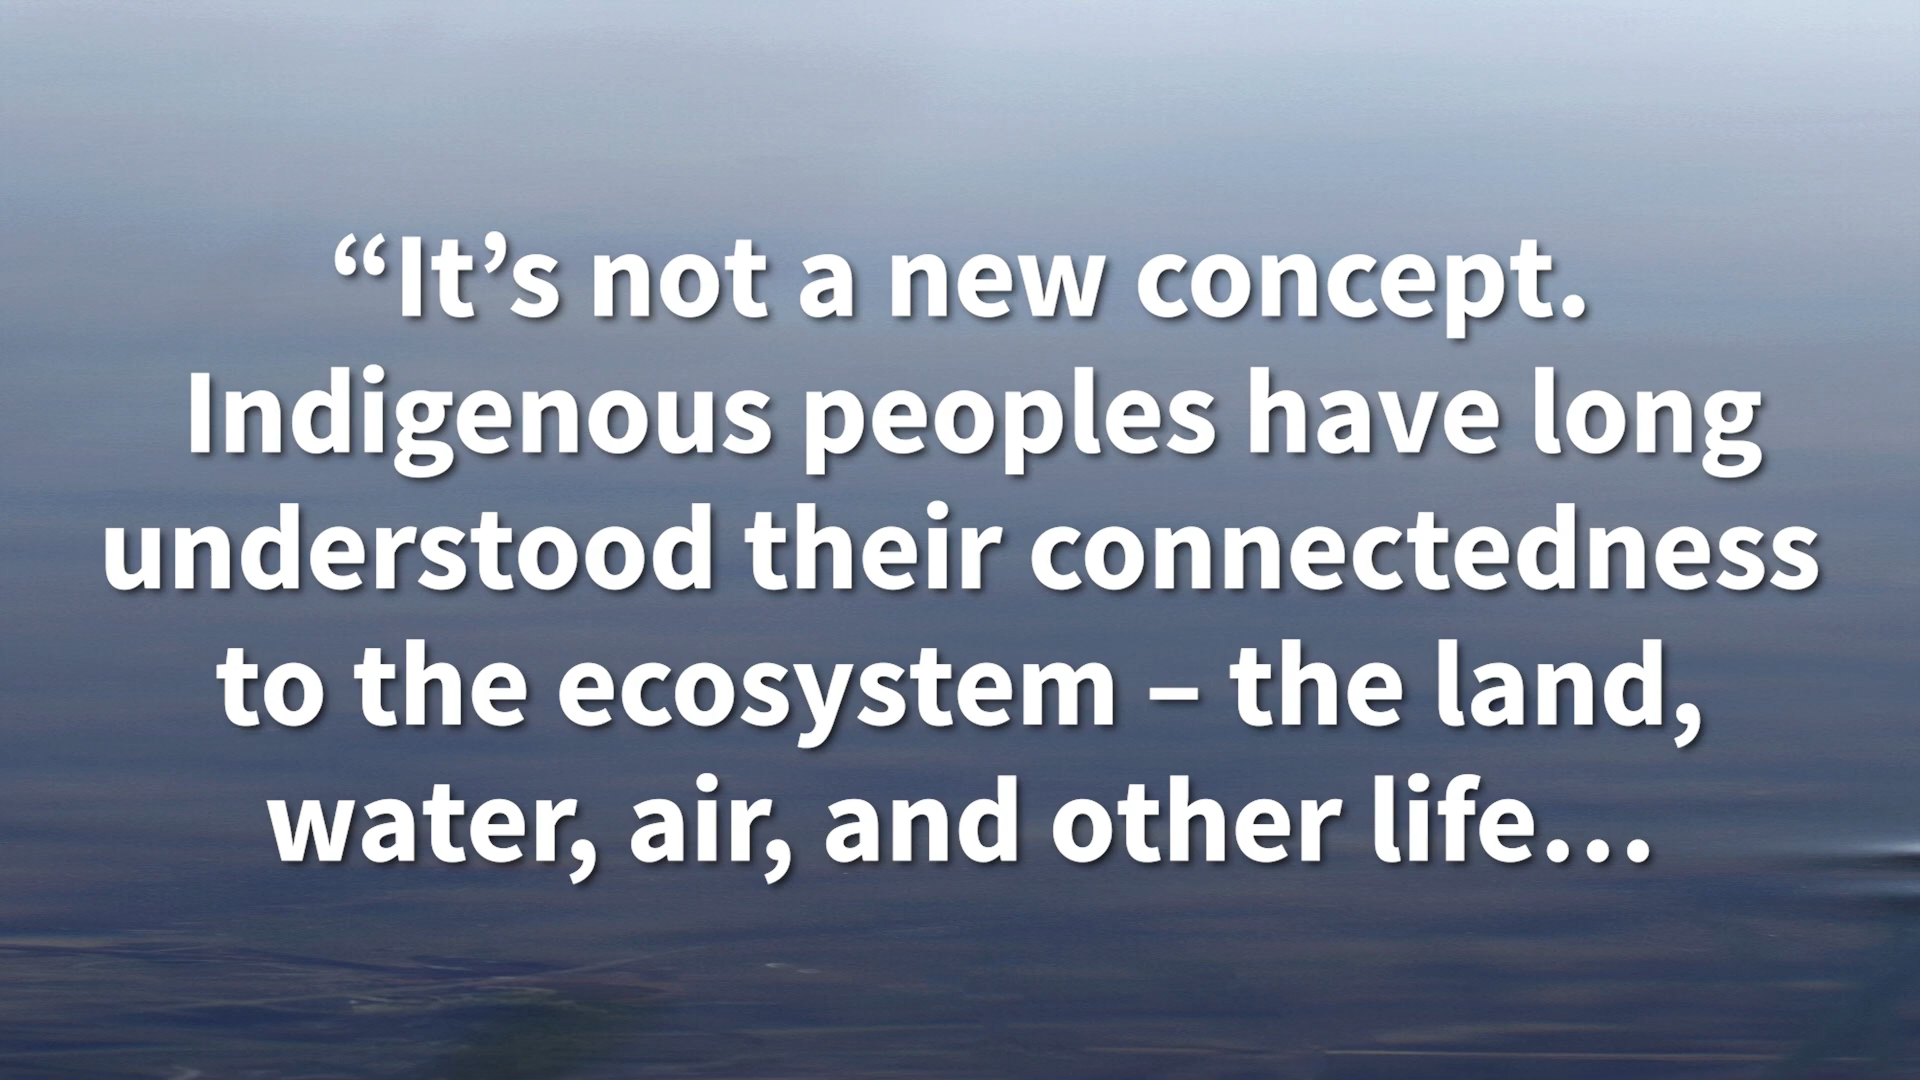 “It’s not a new concept.
Indigenous peoples have long
understood their connectedness
to the ecosystem – the land,
water, air, and other life…